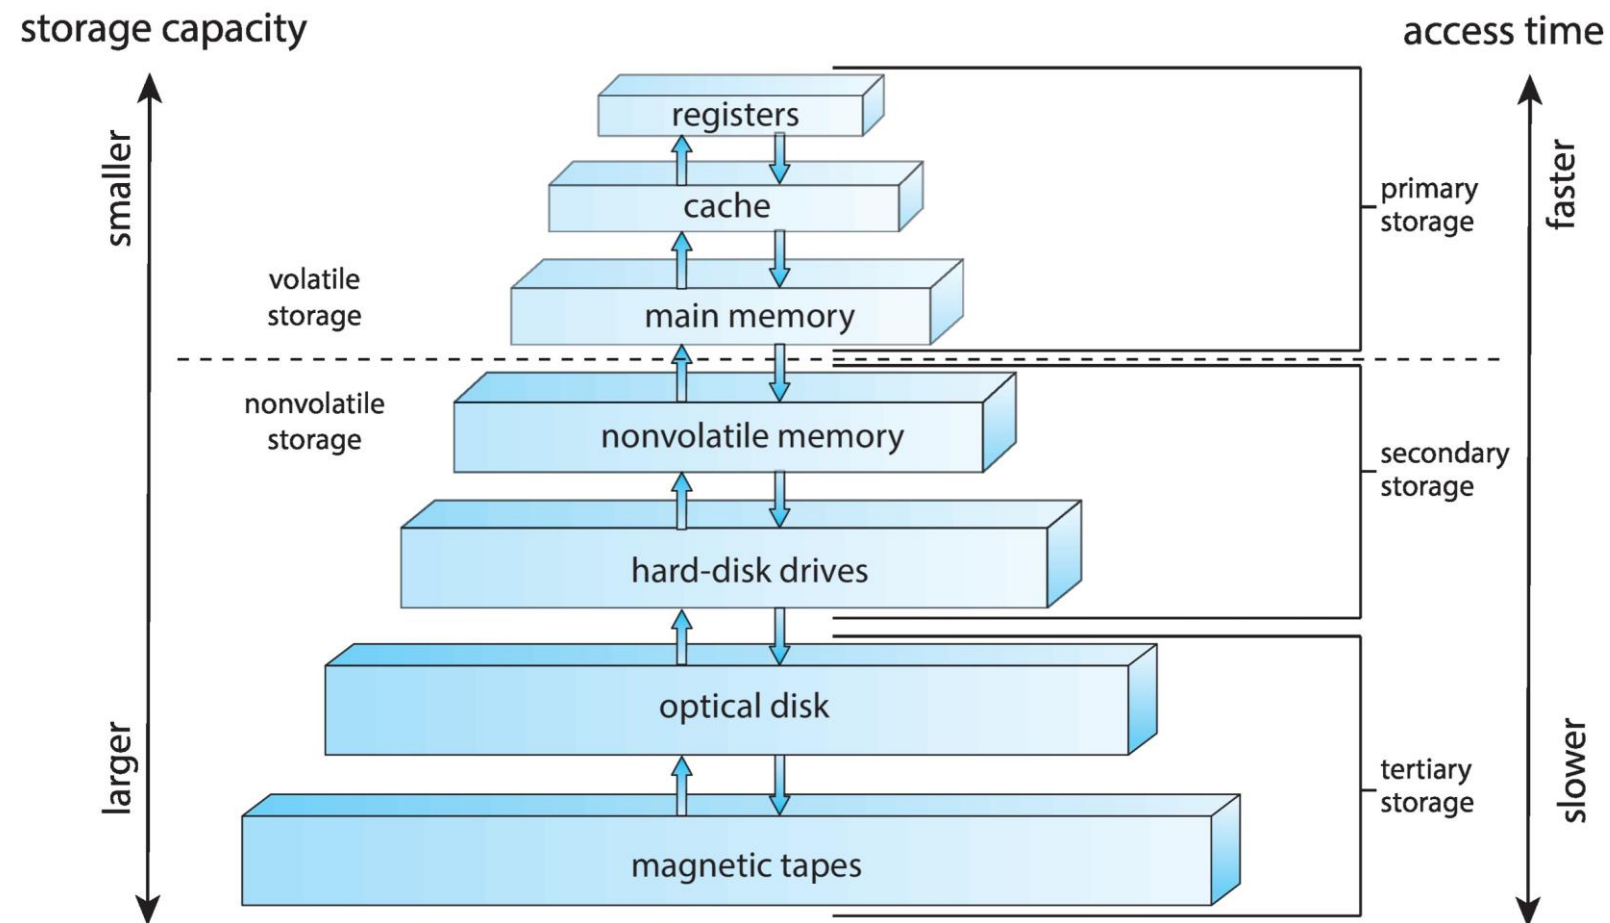 storage capacity
access time
smaller
larger
faster
slower
registers
cache
main memory
volatile
storage
nonvolatile
storage
nonvolatile memory
hard-disk drives
optical disk
magnetic tapes
primary
storage
secondary
storage
tertiary
storage